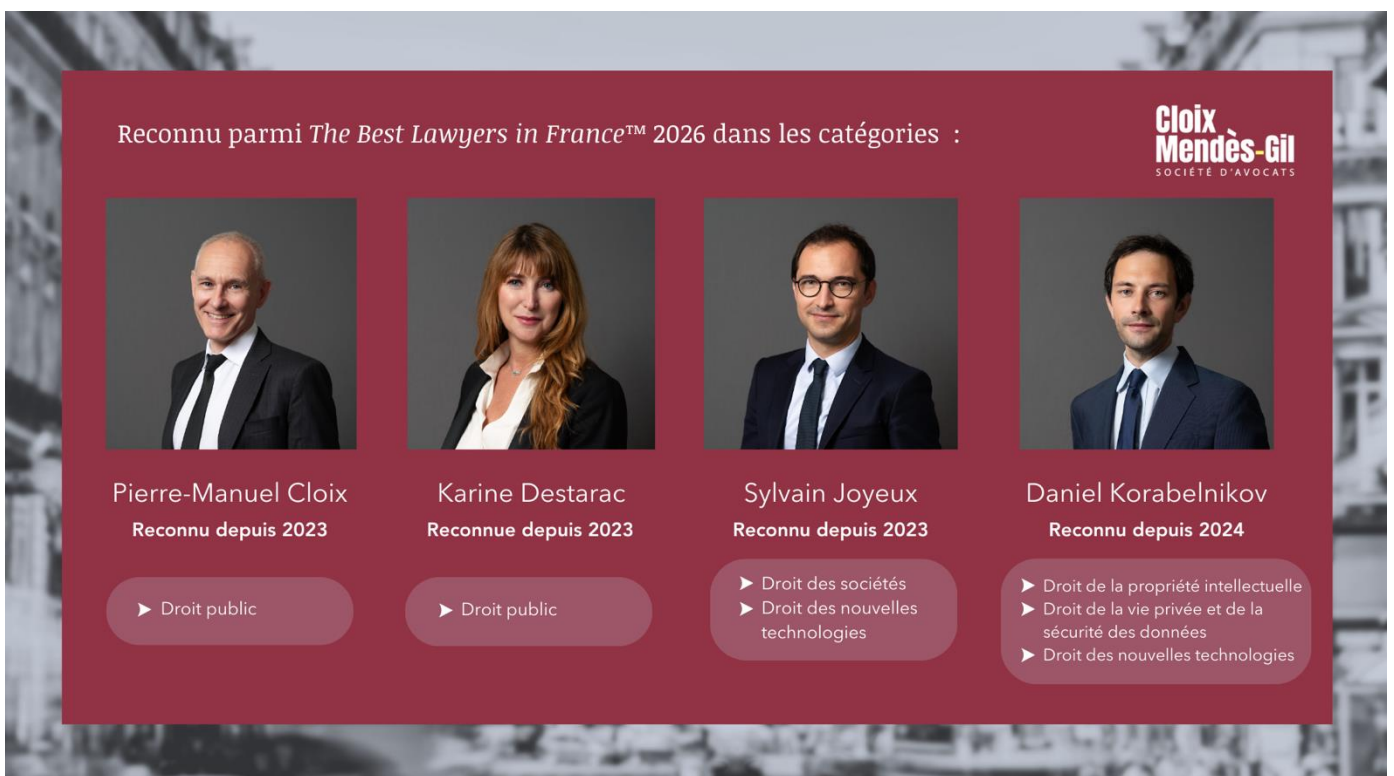 Reconnu parmi The Best Lawyers in France™ 2026 dans les catégories :
Cloix
Mendès-Gil
SOCIÉTÉ D'AVOCATS
Pierre-Manuel Cloix
Reconnu depuis 2023
➤ Droit public
Karine Destarac
Reconnue depuis 2023
➤ Droit public
Sylvain Joyeux
Reconnu depuis 2023
➤ Droit des sociétés
➤ Droit des nouvelles
technologies
Daniel Korabelnikov
Reconnu depuis 2024
➤ Droit de la propriété intellectuelle
➤ Droit de la vie privée et de la
sécurité des données
➤ Droit des nouvelles technologies